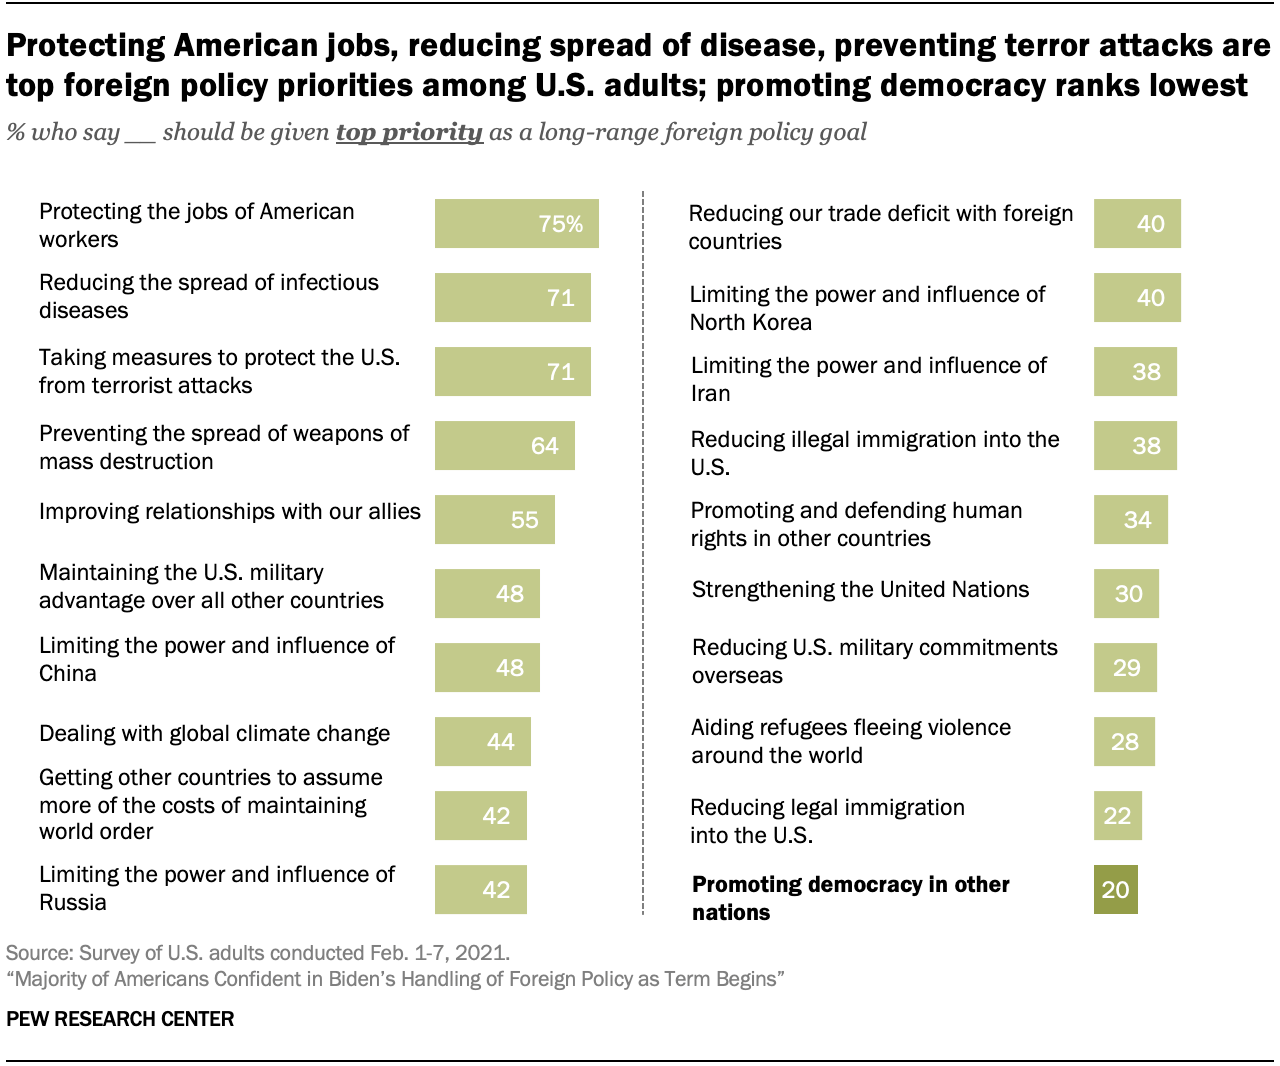 Protecting American jobs, reducing spread of disease, preventing terror attacks are
top foreign policy priorities among U.S. adults; promoting democracy ranks lowest
% who say __ should be given top priority as a long-range foreign policy goal
Protecting the jobs of American
workers
75%
Reducing the spread of infectious
diseases
71
Taking measures to protect the U.S.
from terrorist attacks
71
Preventing the spread of weapons of
mass destruction
64
Improving relationships with our allies
55
Maintaining the U.S. military
advantage over all other countries
48
Limiting the power and influence of
China
48
Dealing with global climate change
44
Getting other countries to assume
more of the costs of maintaining
world order
42
Limiting the power and influence of
Russia
42
Reducing our trade deficit with foreign
countries
40
Limiting the power and influence of
North Korea
40
Limiting the power and influence of
Iran
38
Reducing illegal immigration into the
U.S.
38
Promoting and defending human
rights in other countries
34
Strengthening the United Nations
30
Reducing U.S. military commitments
overseas
29
Aiding refugees fleeing violence
around the world
28
Reducing legal immigration
into the U.S.
22
Promoting democracy in other
nations
20
Source: Survey of U.S. adults conducted Feb. 1-7, 2021.
“Majority of Americans Confident in Biden’s Handling of Foreign Policy as Term Begins”
PEW RESEARCH CENTER